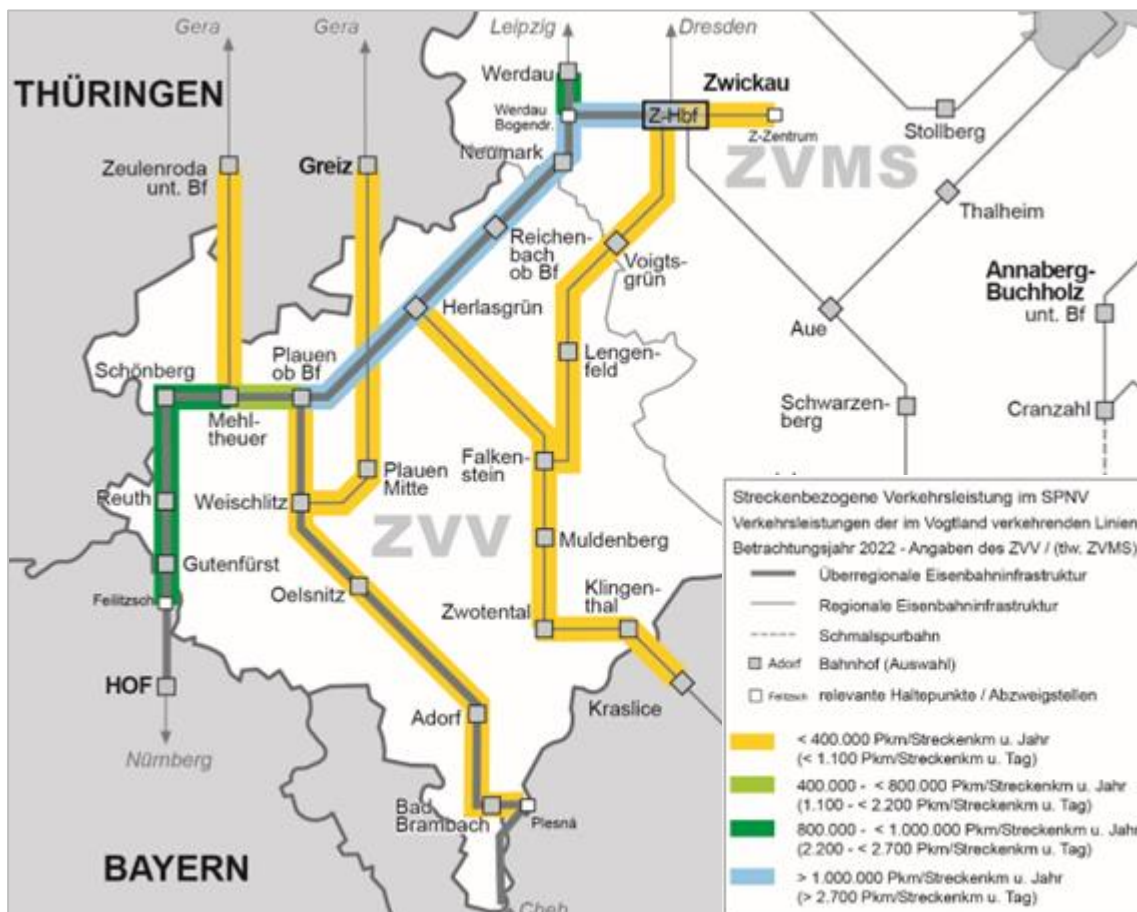 Gera
Gera
Leipzig
Dresden
THÜRINGEN
Werdau
Zwickau
Werdau
Bogendr.
Z-Hbf
Z-Zentrum
Stollberg
Neumark
ZVMS
Zeulenroda
unt. Bf
Greiz
Thalheim
Reichen-
bach
ob Bf
Voigts-
grün
Annaberg-
Buchholz
unt. Bf
Herlasgrün
Aue
Schönberg
Plauen
ob Bf
Lengen-
feld
Schwarzen-
berg
Cranzahl
Mehl-
theuer
Falken-
stein
Plauen
Mitte
Reuth
Weischlitz
ZVV
Muldenberg
Gutenfürst
Oelsnitz
Klingen-
thal
Feilitzsch
Zwotental
HOF
Adorf
Kraslice
Nürnberg
Bad
Brambach
Plesná
BAYERN
Cheb
Streckenbezogene Verkehrsleistung im SPNV
Verkehrsleistungen der im Vogtland verkehrenden Linien
Betrachtungsjahr 2022 - Angaben des ZVV / (tlw. ZVMS)
Überregionale Eisenbahninfrastruktur
Regionale Eisenbahninfrastruktur
Schmalspurbahn
Adorf Bahnhof (Auswahl)
Feilitzsch relevante Haltepunkte / Abzweigstellen
< 400.000 Pkm/Streckenkm u. Jahr
(< 1.100 Pkm/Streckenkm u. Tag)
400.000 - < 800.000 Pkm/Streckenkm u. Jahr
(1.100 - < 2.200 Pkm/Streckenkm u. Tag)
800.000 - < 1.000.000 Pkm/Streckenkm u. Jahr
(2.200 - < 2.700 Pkm/Streckenkm u. Tag)
> 1.000.000 Pkm/Streckenkm u. Jahr
(> 2.700 Pkm/Streckenkm u. Tag)